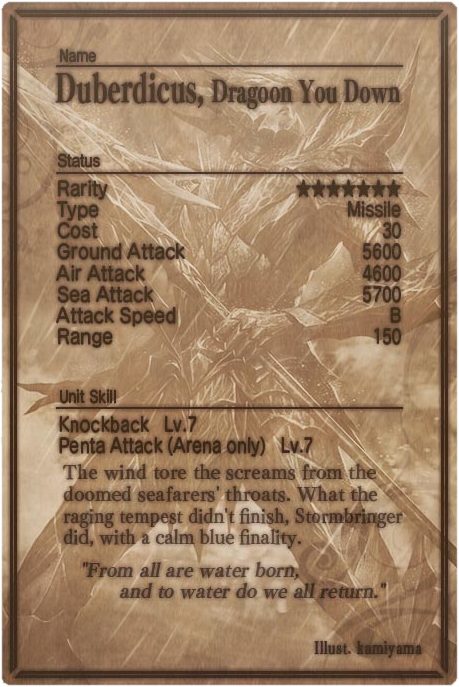 Name
Duberdicus, Dragoon You Down
Status
Rarity ★★★★★★★
Type Missile
Cost 30
Ground Attack 5600
Air Attack 4600
Sea Attack 5700
Attack Speed B
Range 150
Unit Skill
Knockback Lv.7
Penta Attack (Arena only) Lv.7
The wind tore the screams from the
doomed seafarers' throats. What the
raging tempest didn't finish, Stormbringer
did, with a calm blue finality.
"From all are water born,
and to water do we all return."
Illust. kamiyama